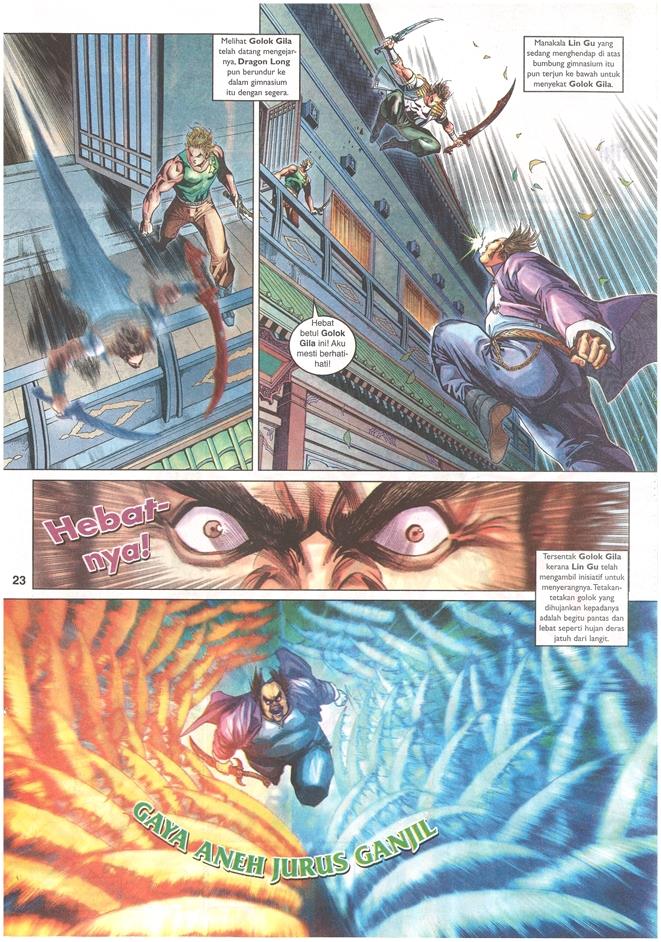 Melihat Golok Gila
telah datang mengejar-
nya, Dragon Long
pun berundur ke
dalam gimnasium
itu dengan segera.
Manakala Lin Gu yang
sedang menghendap di atas
bumbung gimnasium itu
pun terjun ke bawah untuk
menyekat Golok Gila.
Hebat
betul Golok
Gila ini! Aku
mesti berhati-
hati!
Hebat-
nya!
23
Tersentak Golok Gila
kerana Lin Gu telah
mengambil inisiatif untuk
menyerangnya. Tetakan-
tetakan golok yang
dihujankan kepadanya
adalah begitu pantas dan
lebat seperti hujan deras
jatuh dari langit.
GAYA ANEH JURUS GANJIL